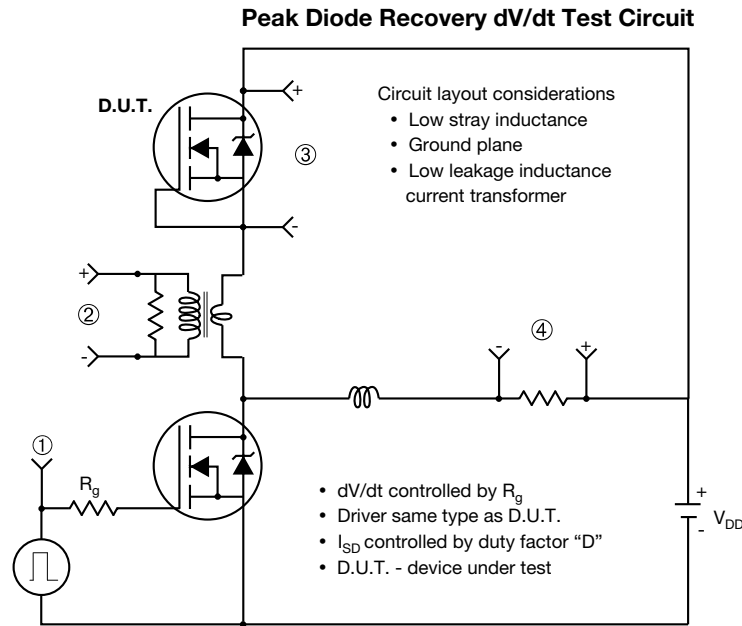 Peak Diode Recovery dV/dt Test Circuit
D.U.T.
+
③
-
Circuit layout considerations
• Low stray inductance
• Ground plane
• Low leakage inductance
current transformer
+
②
-
-
④
+
①
Rg
• dV/dt controlled by Rg
• Driver same type as D.U.T.
• ISD controlled by duty factor “D”
• D.U.T. - device under test
+
VDD
-